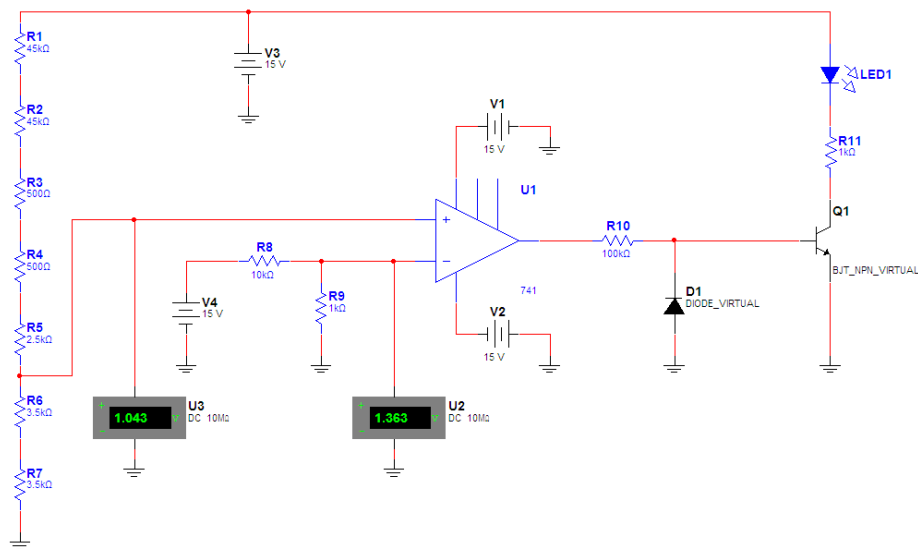 R1
45kΩ
R2
45kΩ
R3
500Ω
R4
500Ω
R5
2.5kΩ
R6
3.5kΩ
R7
3.5kΩ
V3
15 V
V1
15 V
U1
+
−
741
V2
15 V
R8
10kΩ
V4
15 V
R9
1kΩ
R10
100kΩ
D1
DIODE_VIRTUAL
LED1
R11
1kΩ
Q1
BJT_NPN_VIRTUAL
+
1.043
V
−
U3
DC 10MΩ
+
1.363
V
−
U2
DC 10MΩ